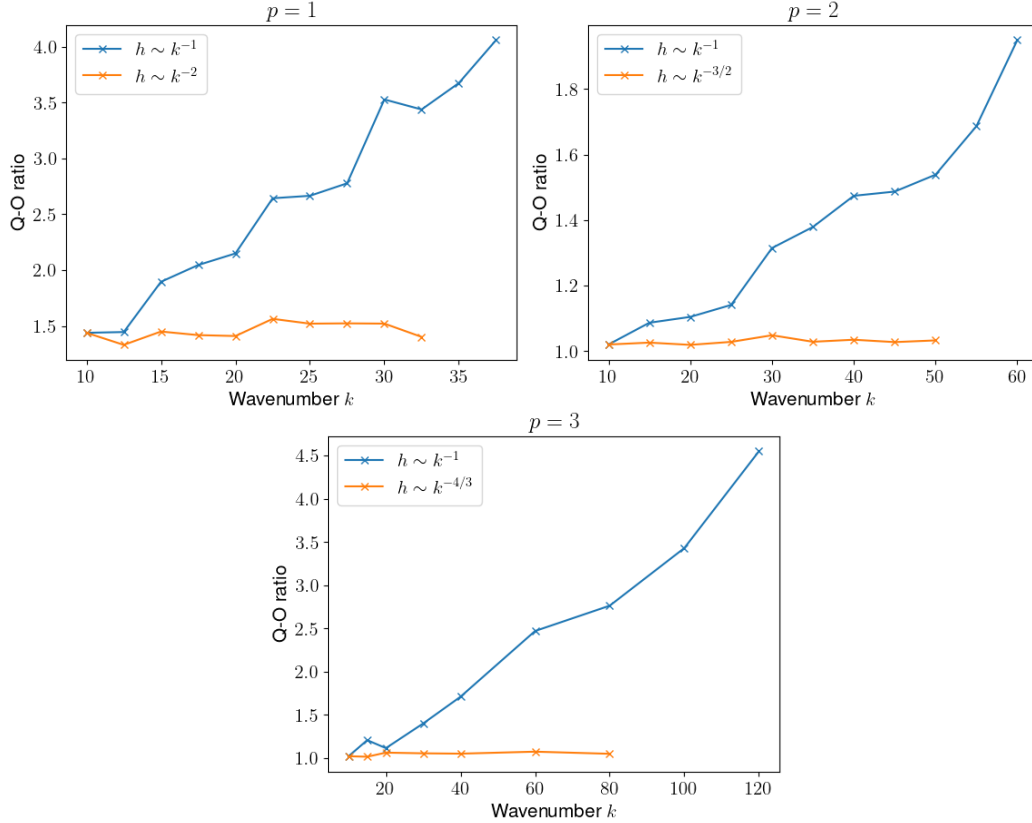 p = 1
h ∼ k⁻¹
h ∼ k⁻²
Q-O ratio
4.0
3.5
3.0
2.5
2.0
1.5
10 15 20 25 30 35
Wavenumber k
p = 2
h ∼ k⁻¹
h ∼ k⁻³/²
Q-O ratio
1.8
1.6
1.4
1.2
1.0
10 20 30 40 50 60
Wavenumber k
p = 3
h ∼ k⁻¹
h ∼ k⁻⁴/³
Q-O ratio
4.5
4.0
3.5
3.0
2.5
2.0
1.5
1.0
20 40 60 80 100 120
Wavenumber k